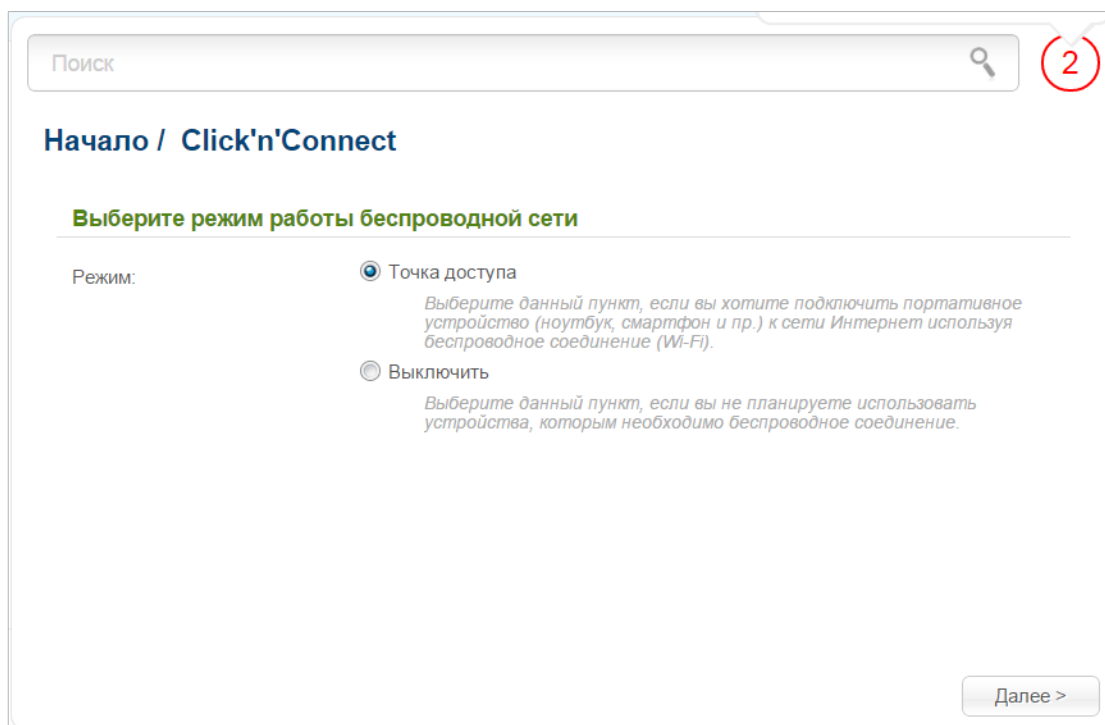 Поиск
2
Начало / Click'n'Connect
Выберите режим работы беспроводной сети
Режим:
Точка доступа
Выберите данный пункт, если вы хотите подключить портативное
устройство (ноутбук, смартфон и пр.) к сети Интернет используя
беспроводное соединение (Wi-Fi).
Выключить
Выберите данный пункт, если вы не планируете использовать
устройства, которым необходимо беспроводное соединение.
Далее >